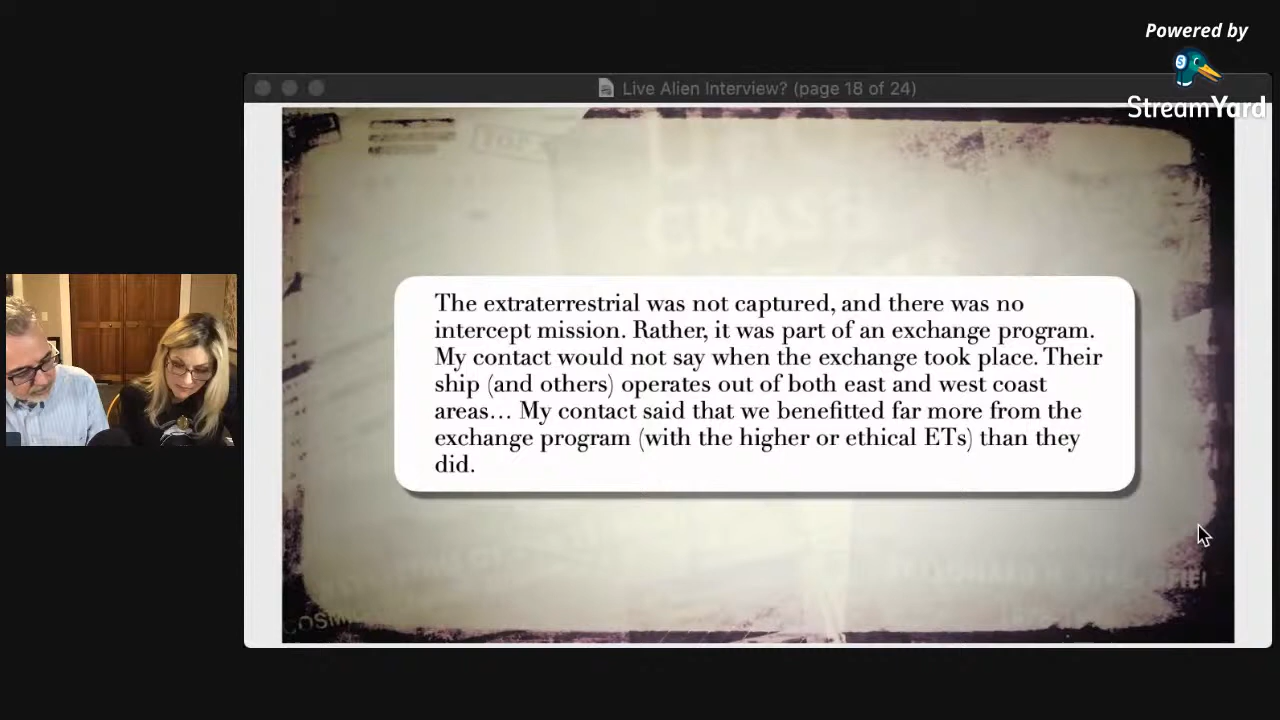 Powered by
StreamYard
Live Alien Interview? (page 18 of 24)
The extraterrestrial was not captured, and there was no
intercept mission. Rather, it was part of an exchange program.
My contact would not say when the exchange took place. Their
ship (and others) operates out of both east and west coast
areas… My contact said that we benefitted far more from the
exchange program (with the higher or ethical ETs) than they
did.